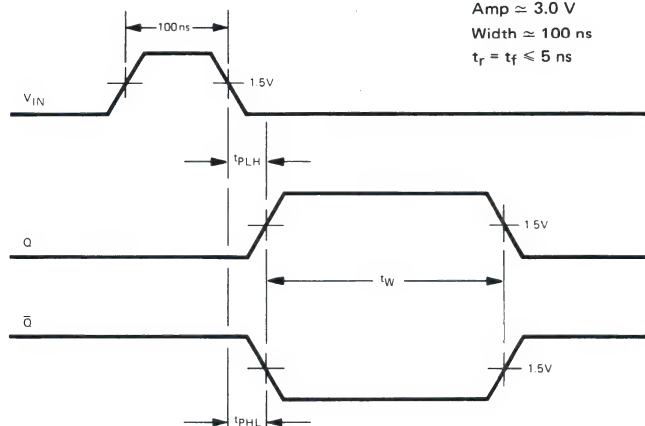 Amp ≃ 3.0 V
Width ≃ 100 ns
tr = tf ⩽ 5 ns
100 ns
1.5V
VIN
tPLH
Q
1.5V
tW
Q̅
1.5V
tPHL